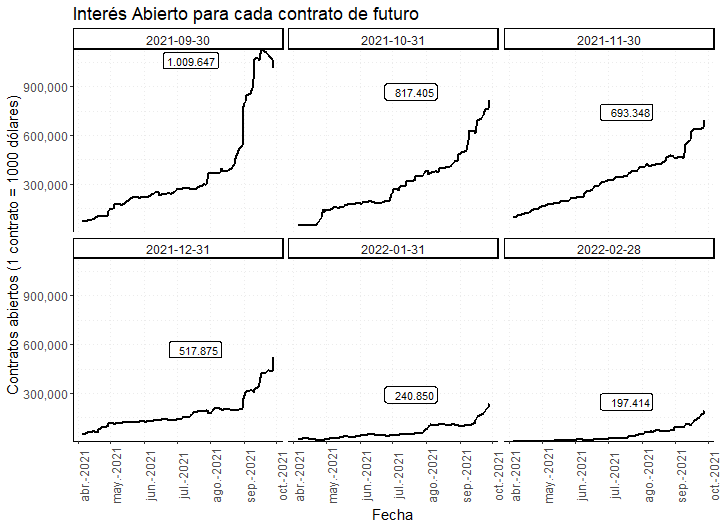 Interés Abierto para cada contrato de futuro
Contratos abiertos (1 contrato = 1000 dólares)
2021-09-30
2021-10-31
2021-11-30
900,000
600,000
300,000
1.009.647
817.405
693.348
2021-12-31
2022-01-31
2022-02-28
900,000
600,000
300,000
517.875
240.850
197.414
abr.-2021
may.-2021
jun.-2021
jul.-2021
ago.-2021
sep.-2021
oct.-2021
abr.-2021
may.-2021
jun.-2021
jul.-2021
ago.-2021
sep.-2021
oct.-2021
abr.-2021
may.-2021
jun.-2021
jul.-2021
ago.-2021
sep.-2021
oct.-2021
Fecha